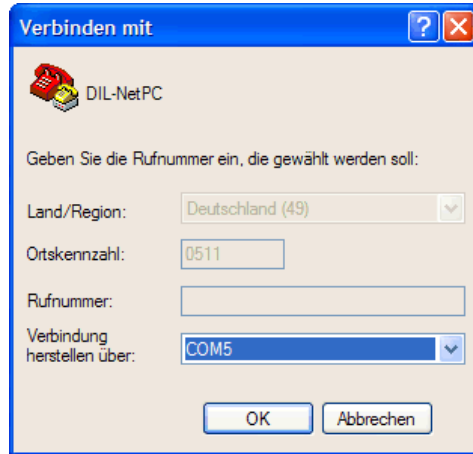 Verbinden mit
DIL-NetPC
Geben Sie die Rufnummer ein, die gewählt werden soll:
Land/Region: Deutschland (49)
Ortskennzahl: 0511
Rufnummer:
Verbindung
herstellen über: COM5
OK Abbrechen